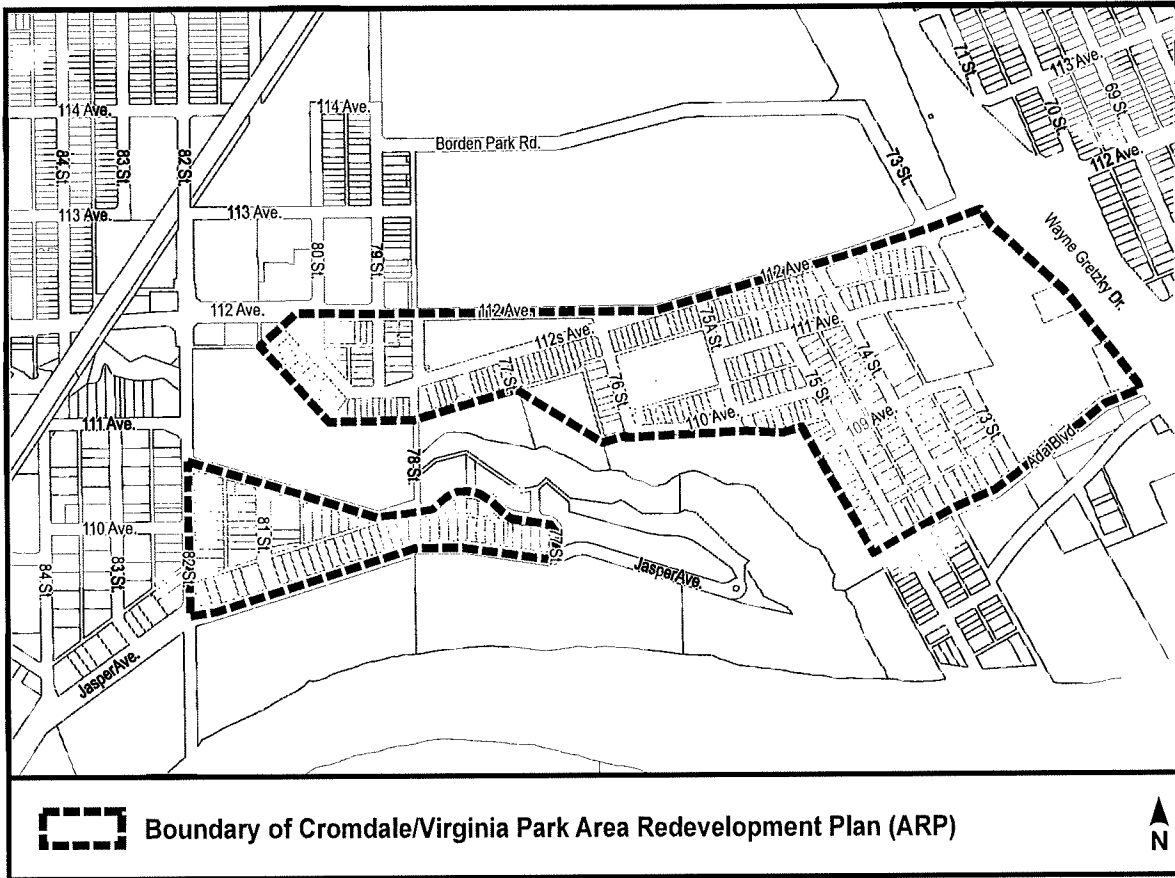 71 St.
113 Ave.
69 St.
70 St.
112 Ave.
114 Ave.
114 Ave.
84 St.
83 St.
82 St.
Borden Park Rd.
73 St.
113 Ave.
113 Ave.
80 St.
79 St.
Wayne Gretzky Dr.
112 Ave.
112 Ave.
112 Ave.
112s Ave.
75A St.
111 Ave.
74 St.
77 St.
76 St.
75 St.
110 Ave.
109 Ave.
73 St.
Ada Blvd.
111 Ave.
78 St.
110 Ave.
81 St.
77 St.
84 St.
83 St.
82 St.
Jasper Ave.
Jasper Ave.
Boundary of Cromdale/Virginia Park Area Redevelopment Plan (ARP)
N